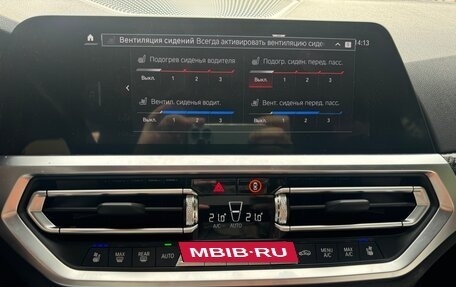 Вентиляция сидений Всегда активировать вентиляцию сиде
14:13
Подогрев сиденья водителя
Подогр. сиден. перед. пасс.
Выкл. 1 2 3
Выкл. 1 2 3
Вентил. сиденья водит.
Вент. сиденья перед. пасс.
Выкл. 1 2 3
Выкл. 1 2 3
21.0 21.0
A/C AUTO
MBIB-RU
MAX
REAR
AUTO
MENU A/C
MAX A/C